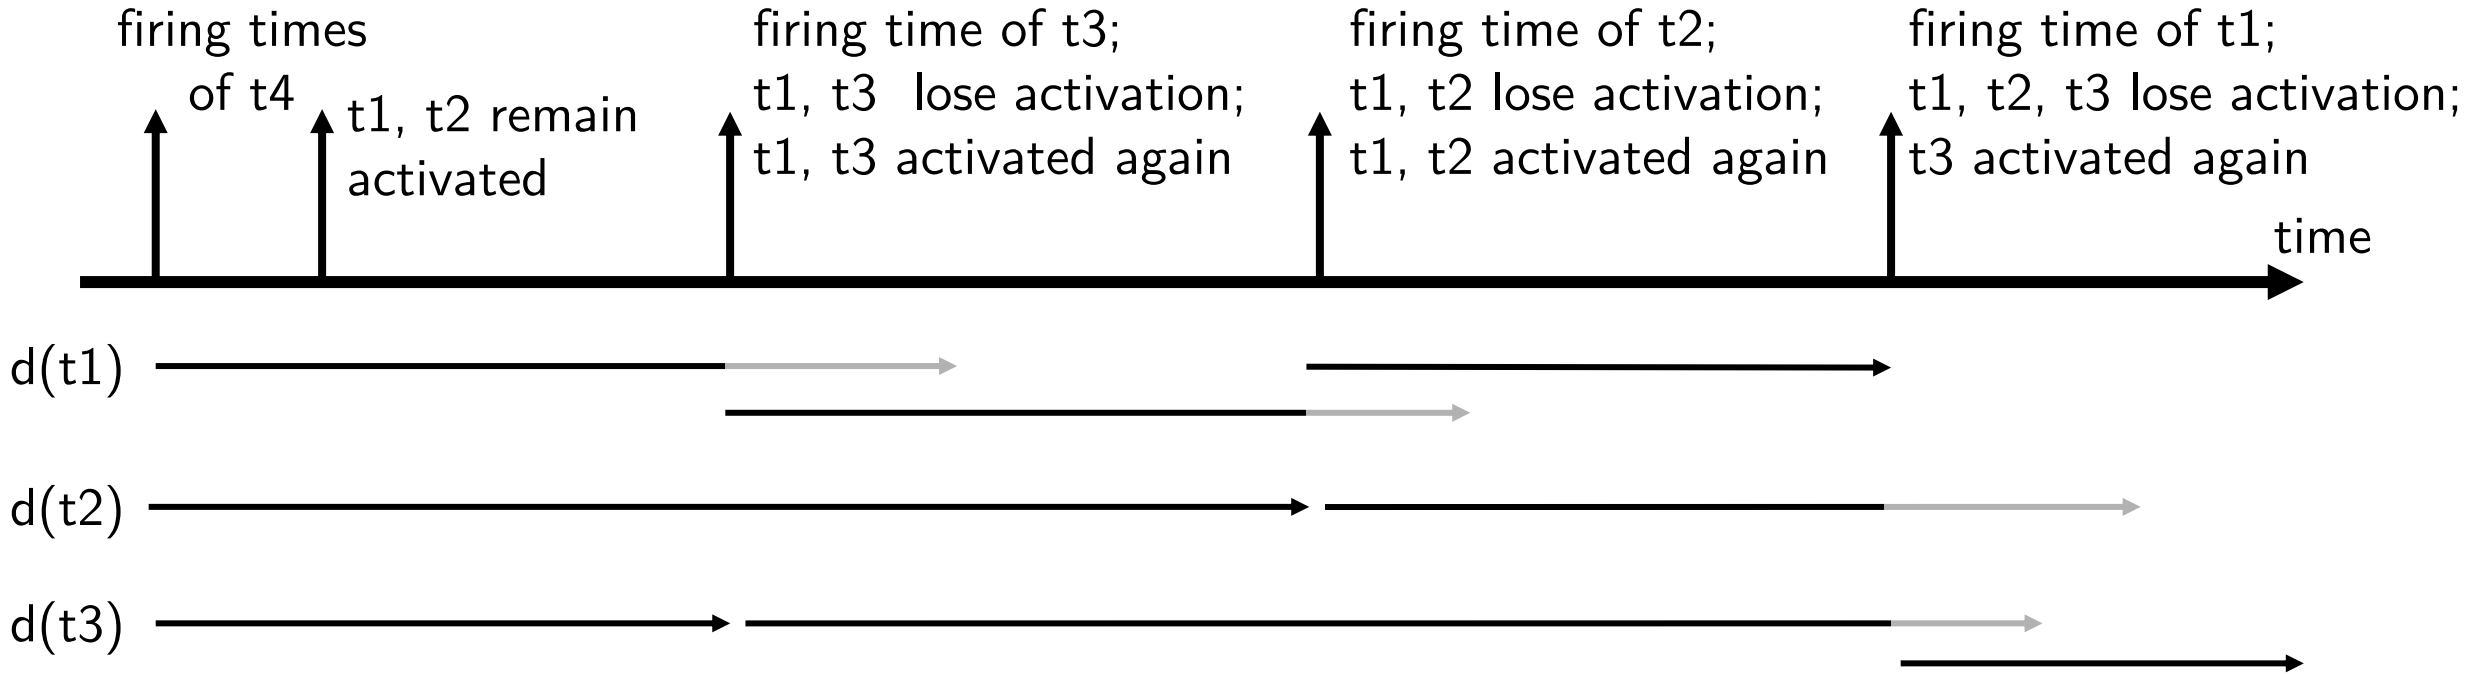 firing times
of t4
t1, t2 remain
activated
firing time of t3;
t1, t3 lose activation;
t1, t3 activated again
firing time of t2;
t1, t2 lose activation;
t1, t2 activated again
firing time of t1;
t1, t2, t3 lose activation;
t3 activated again
time
d(t1)
d(t2)
d(t3)